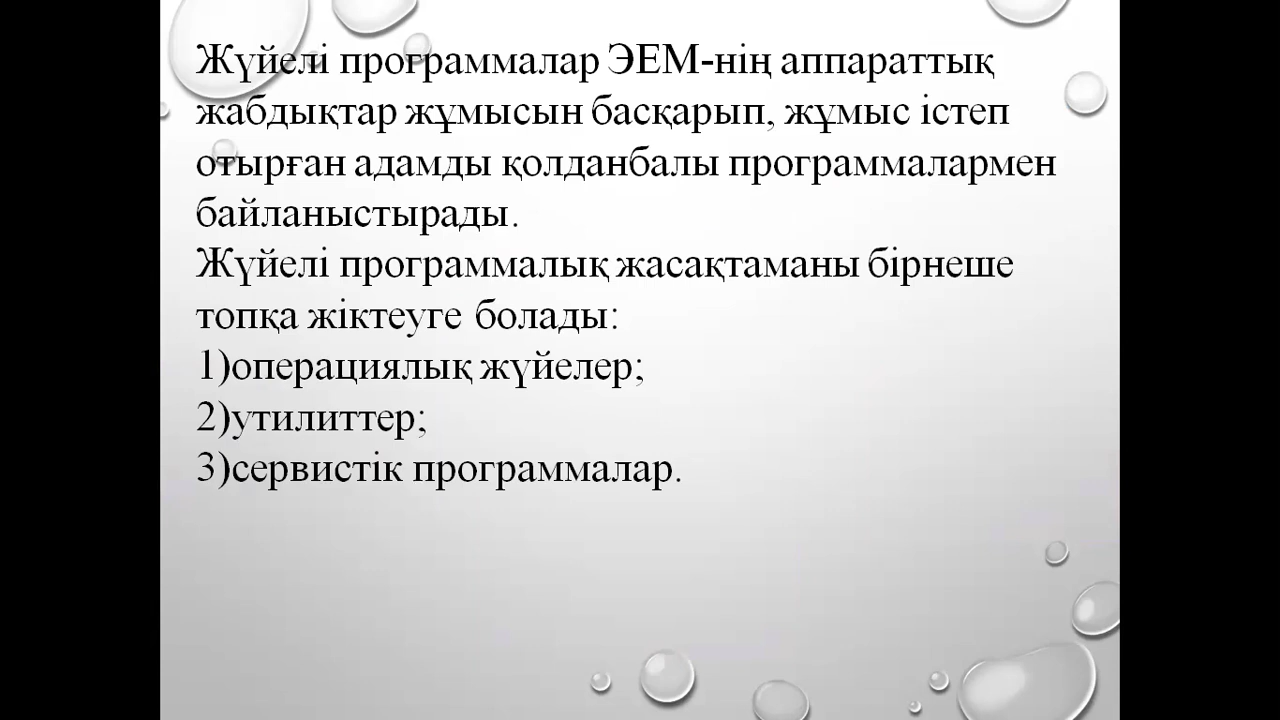 Жүйелі программалар ЭЕМ-нің аппараттық
жабдықтар жұмысын басқарып, жұмыс істеп
отырған адамды қолданбалы программалармен
байланыстырады.
Жүйелі программалық жасақтаманы бірнеше
топқа жіктеуге болады:
1)операциялық жүйелер;
2)утилиттер;
3)сервистік программалар.